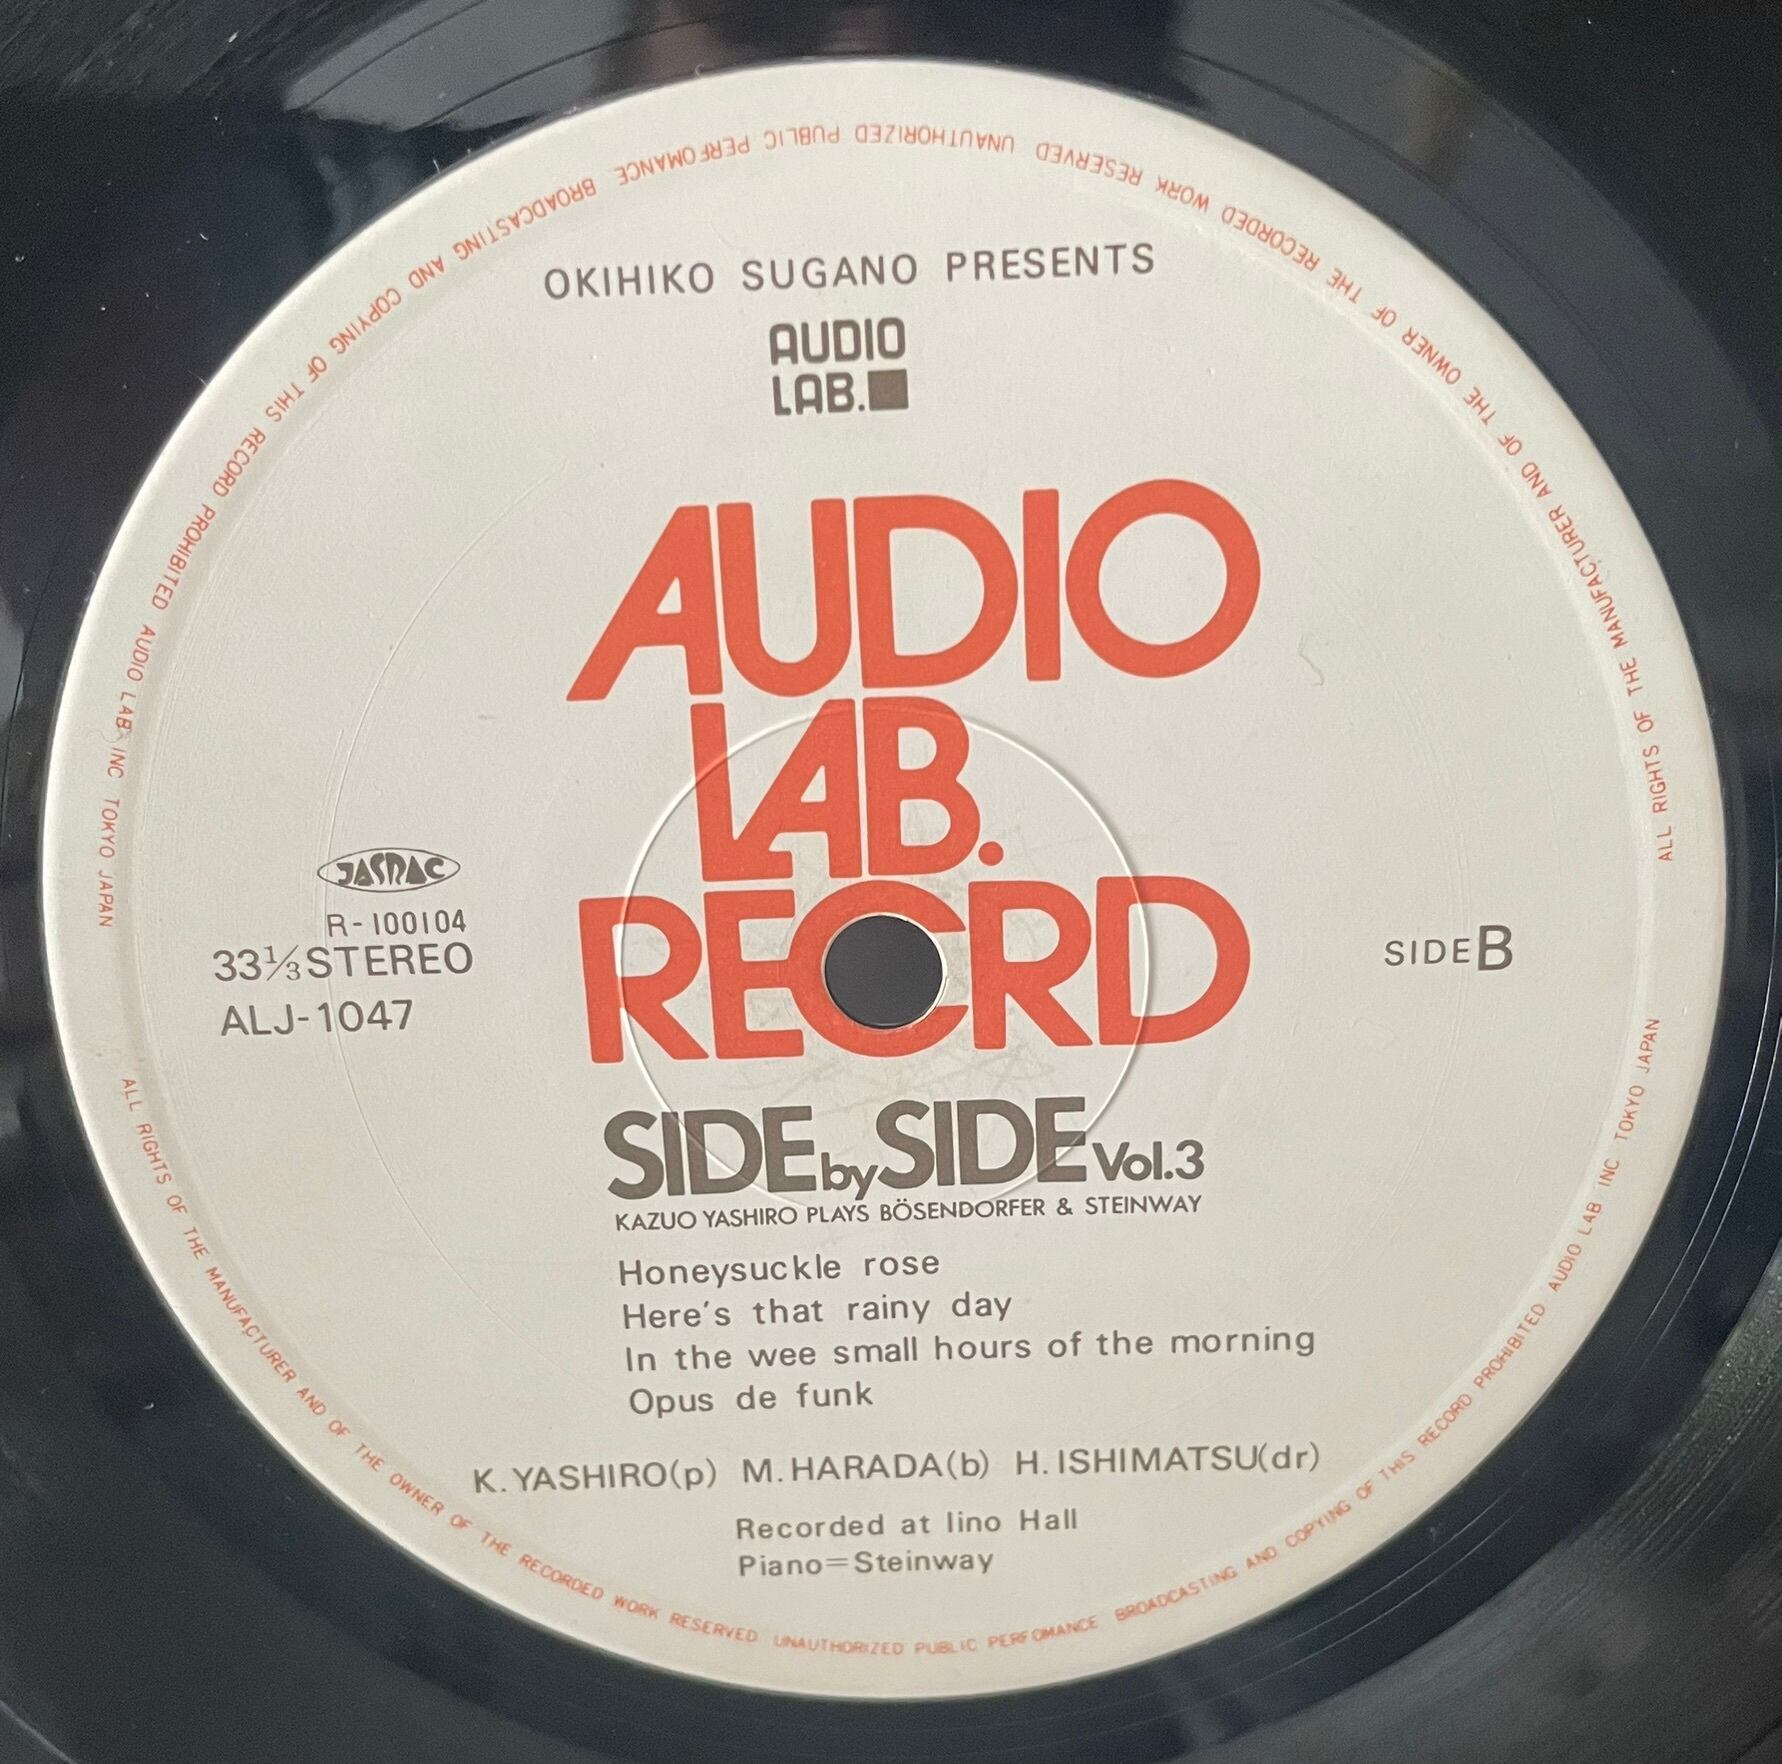 OKIHIKO SUGANO PRESENTS
AUDIO
LAB.
AUDIO
LAB.
RECRD
JASRAC
R-100104
33⅓ STEREO
ALJ-1047
SIDE B
SIDE by SIDE Vol.3
KAZUO YASHIRO PLAYS BÖSENDORFER & STEINWAY
Honeysuckle rose
Here's that rainy day
In the wee small hours of the morning
Opus de funk
K.YASHIRO(p) M.HARADA(b) H.ISHIMATSU(dr)
Recorded at Iino Hall
Piano=Steinway
ALL RIGHTS OF THE MANUFACTURER AND OF THE OWNER OF THE RECORDED WORK RESERVED UNAUTHORIZED PUBLIC PERFOMANCE BROADCASTING AND COPYING OF THIS RECORD PROHIBITED AUDIO LAB INC TOKYO JAPAN
ALL RIGHTS OF THE MANUFACTURER AND OF THE OWNER OF THE RECORDED WORK RESERVED UNAUTHORIZED PUBLIC PERFOMANCE BROADCASTING AND COPYING OF THIS RECORD PROHIBITED AUDIO LAB INC TOKYO JAPAN